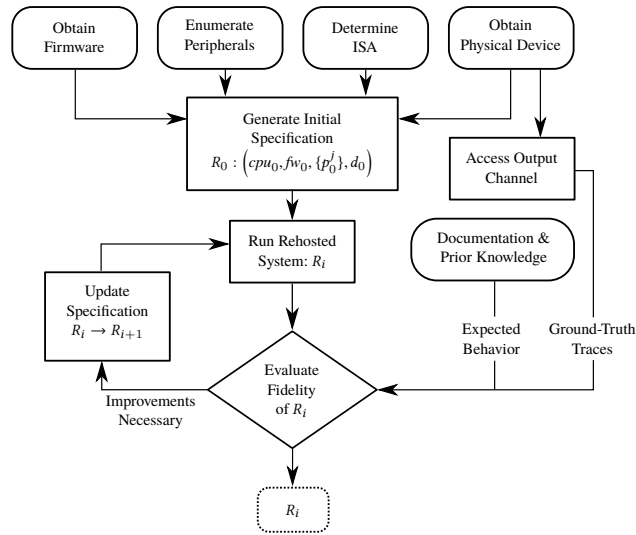 Obtain
Firmware
Enumerate
Peripherals
Determine
ISA
Obtain
Physical Device
Generate Initial
Specification
R₀ : (cpu₀, fw₀, {p₀ʲ}, d₀)
Access Output
Channel
Run Rehosted
System: Rᵢ
Documentation &
Prior Knowledge
Update
Specification
Rᵢ → Rᵢ₊₁
Expected
Behavior
Ground-Truth
Traces
Evaluate
Fidelity
of Rᵢ
Improvements
Necessary
Rᵢ